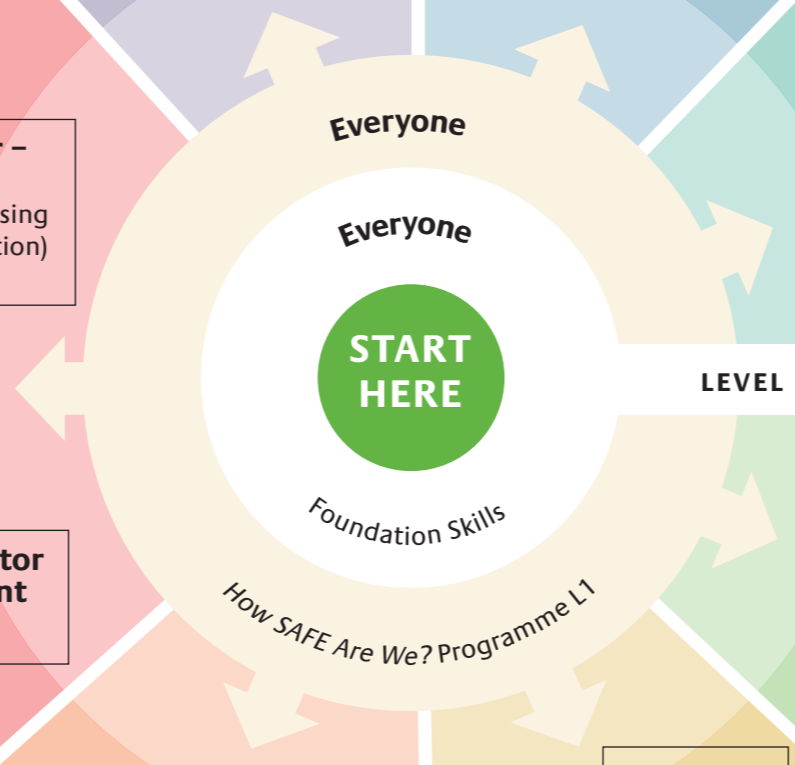 Everyone
Everyone
START
HERE
LEVEL
Foundation Skills
How SAFE Are We? Programme L1